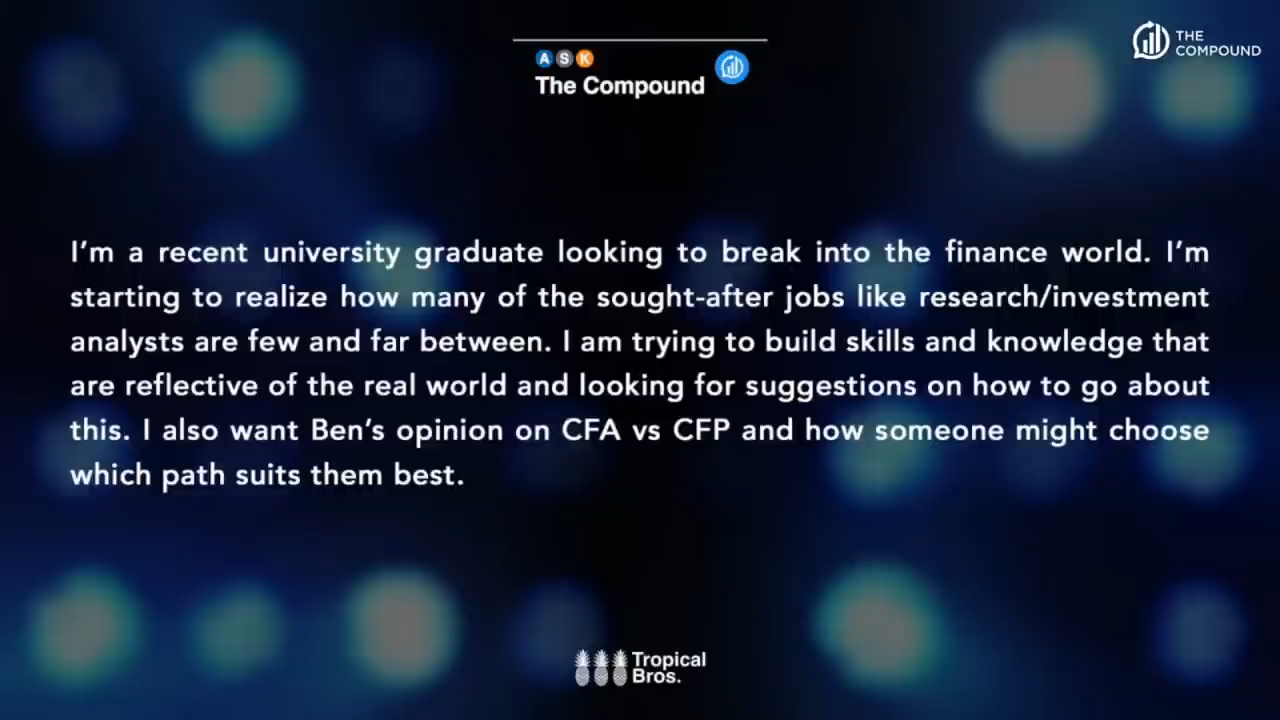 A S K
The Compound
THE
COMPOUND
I'm a recent university graduate looking to break into the finance world. I'm
starting to realize how many of the sought-after jobs like research/investment
analysts are few and far between. I am trying to build skills and knowledge that
are reflective of the real world and looking for suggestions on how to go about
this. I also want Ben's opinion on CFA vs CFP and how someone might choose
which path suits them best.
Tropical
Bros.